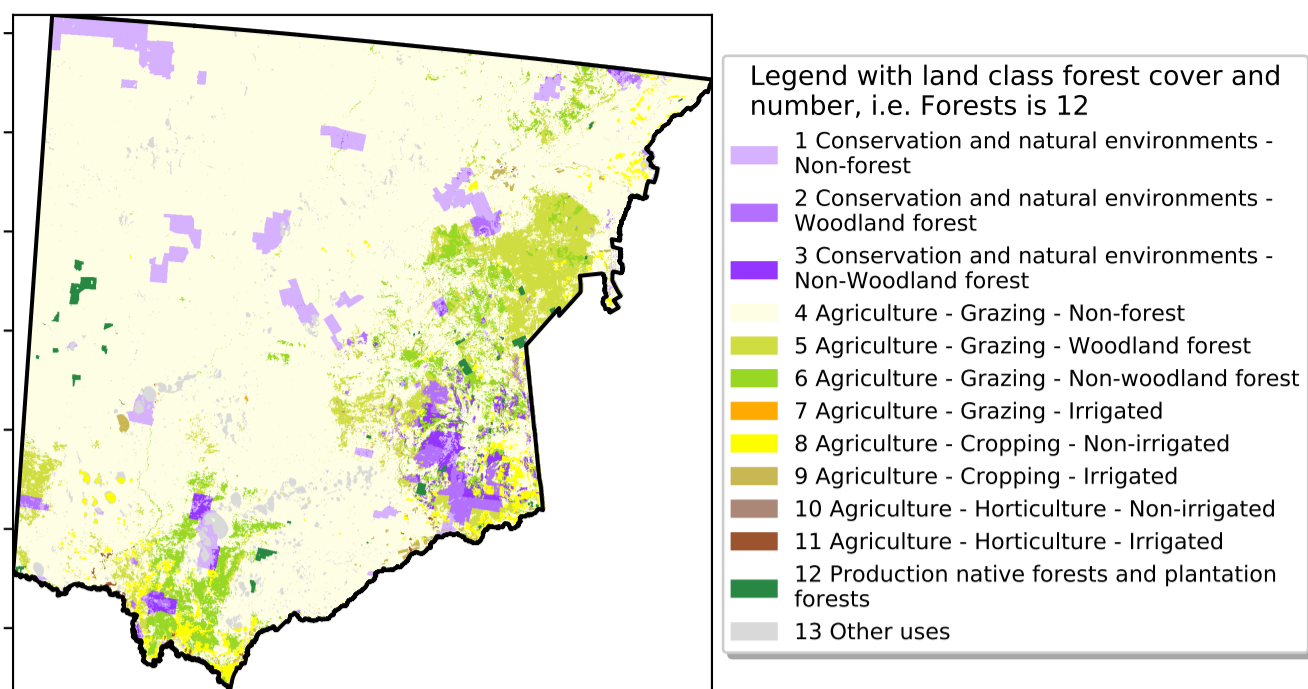 Legend with land class forest cover and
number, i.e. Forests is 12
1 Conservation and natural environments -
Non-forest
2 Conservation and natural environments -
Woodland forest
3 Conservation and natural environments -
Non-Woodland forest
4 Agriculture - Grazing - Non-forest
5 Agriculture - Grazing - Woodland forest
6 Agriculture - Grazing - Non-woodland forest
7 Agriculture - Grazing - Irrigated
8 Agriculture - Cropping - Non-irrigated
9 Agriculture - Cropping - Irrigated
10 Agriculture - Horticulture - Non-irrigated
11 Agriculture - Horticulture - Irrigated
12 Production native forests and plantation
forests
13 Other uses